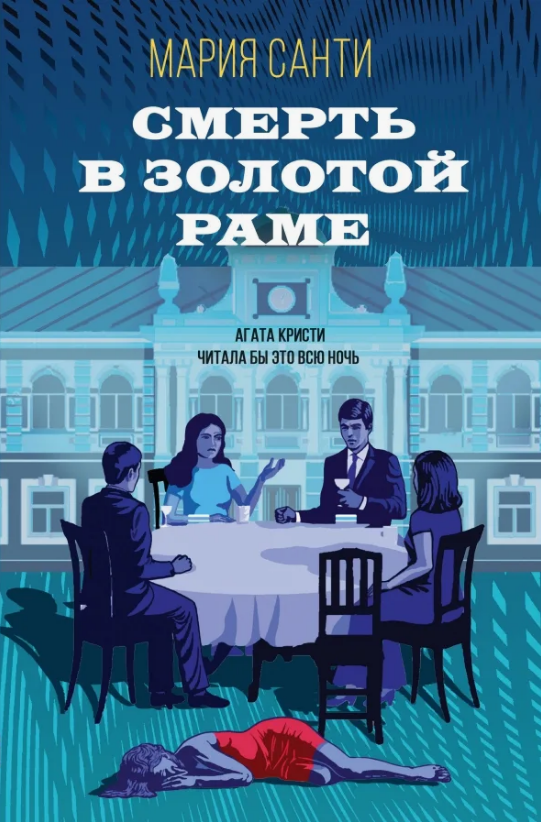 МАРИЯ САНТИ
СМЕРТЬ
В ЗОЛОТОЙ
РАМЕ
АГАТА КРИСТИ
ЧИТАЛА БЫ ЭТО ВСЮ НОЧЬ